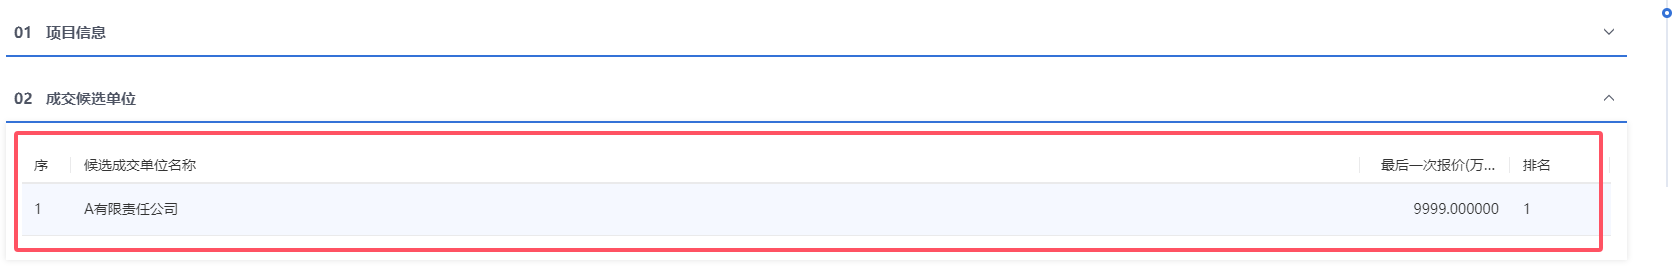 01 项目信息
02 成交候选单位
序 候选成交单位名称 最后一次报价(万... 排名
1 A有限责任公司 9999.000000 1